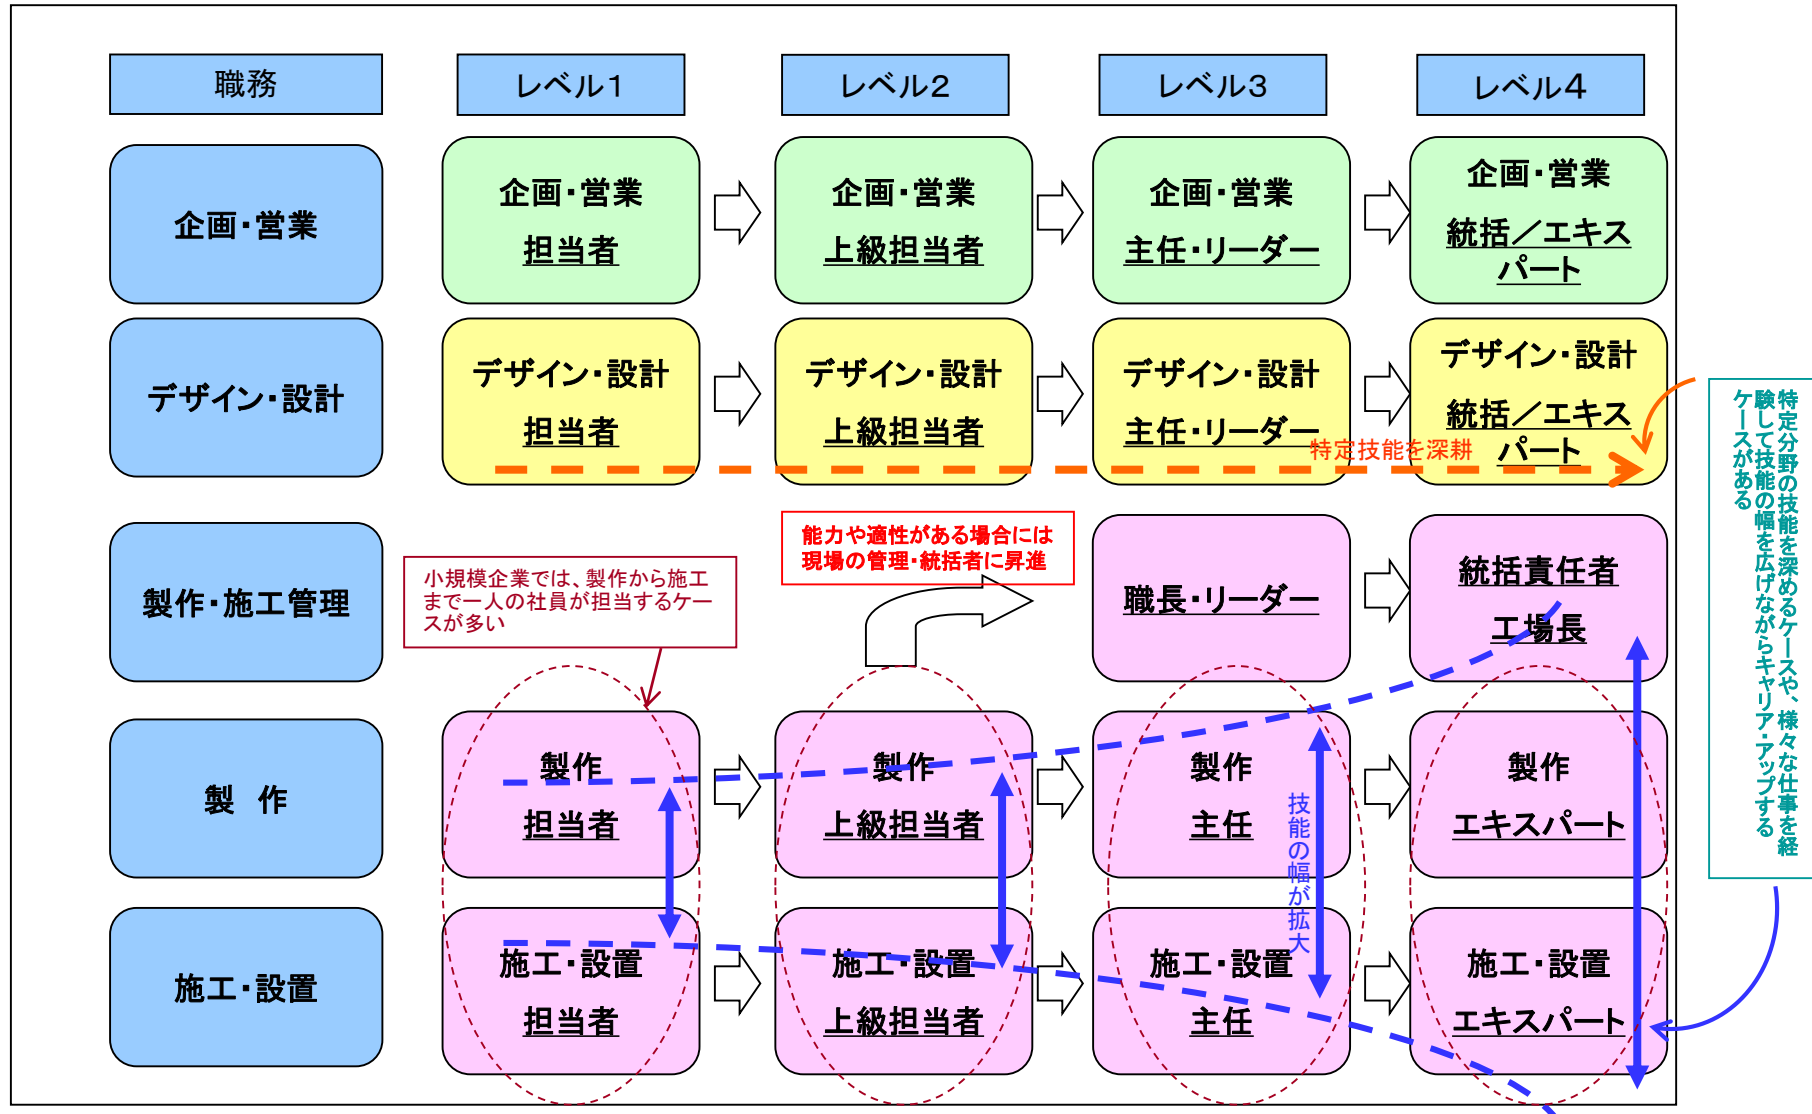 職務
レベル1
レベル2
レベル3
レベル4
企画・営業
企画・営業
担当者
企画・営業
上級担当者
企画・営業
主任・リーダー
企画・営業
統括／エキス
パート
デザイン・設計
デザイン・設計
担当者
デザイン・設計
上級担当者
デザイン・設計
主任・リーダー
デザイン・設計
統括／エキス
パート
特定技能を深耕
特定分野の技能を深めるケースや、様々な仕事を経
験して技能の幅を広げながらキャリア・アップする
ケースがある
製作・施工管理
小規模企業では、製作から施工
まで一人の社員が担当するケー
スが多い
能力や適性がある場合には
現場の管理・統括者に昇進
職長・リーダー
統括責任者
工場長
製　作
製作
担当者
製作
上級担当者
製作
主任
製作
エキスパート
技能の幅が拡大
施工・設置
施工・設置
担当者
施工・設置
上級担当者
施工・設置
主任
施工・設置
エキスパート